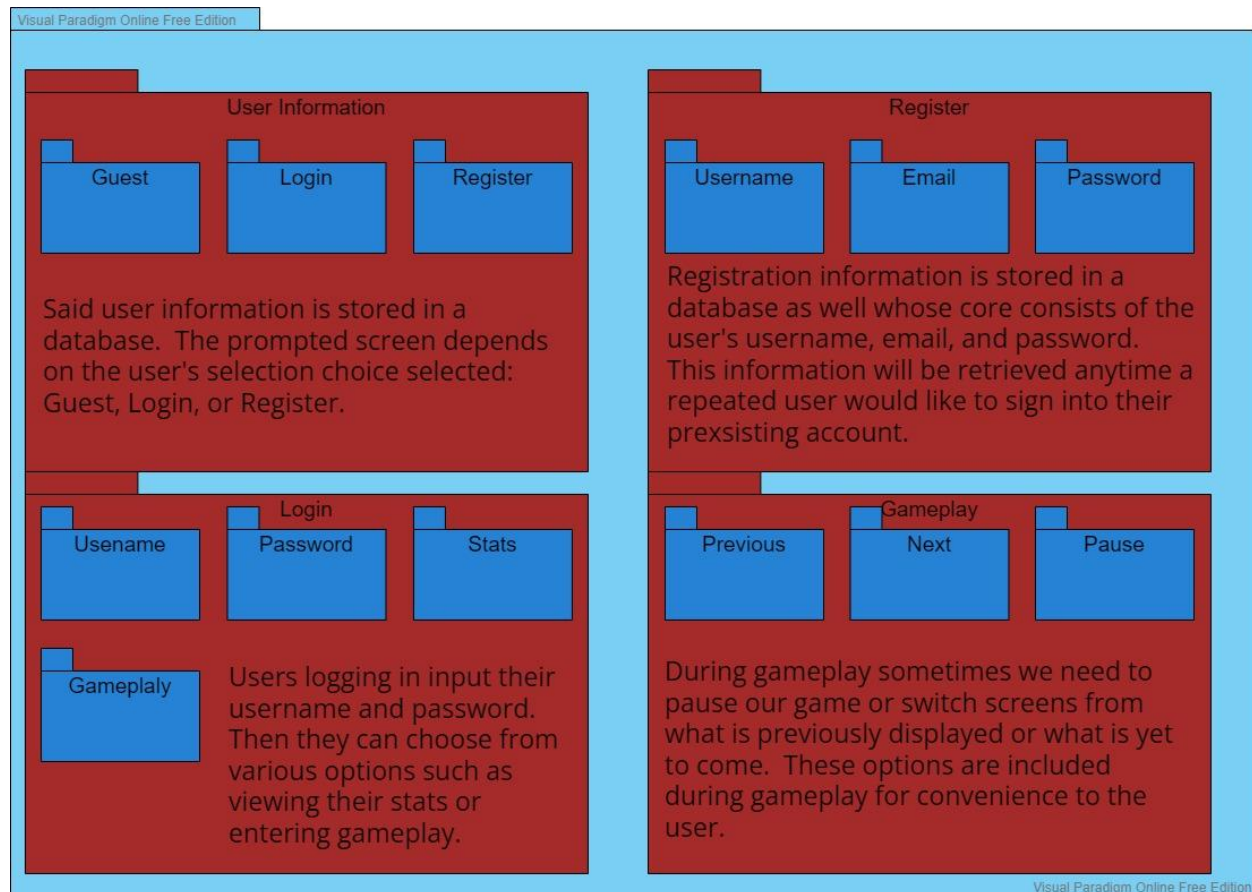 Visual Paradigm Online Free Edition
User Information
Guest
Login
Register
Said user information is stored in a
database.  The prompted screen depends
on the user's selection choice selected:
Guest, Login, or Register.
Register
Username
Email
Password
Registration information is stored in a
database as well whose core consists of the
user's username, email, and password.
This information will be retrieved anytime a
repeated user would like to sign into their
prexsisting account.
Login
Usename
Password
Stats
Gameplaly
Users logging in input their
username and password.
Then they can choose from
various options such as
viewing their stats or
entering gameplay.
Gameplay
Previous
Next
Pause
During gameplay sometimes we need to
pause our game or switch screens from
what is previously displayed or what is yet
to come.  These options are included
during gameplay for convenience to the
user.
Visual Paradigm Online Free Edition